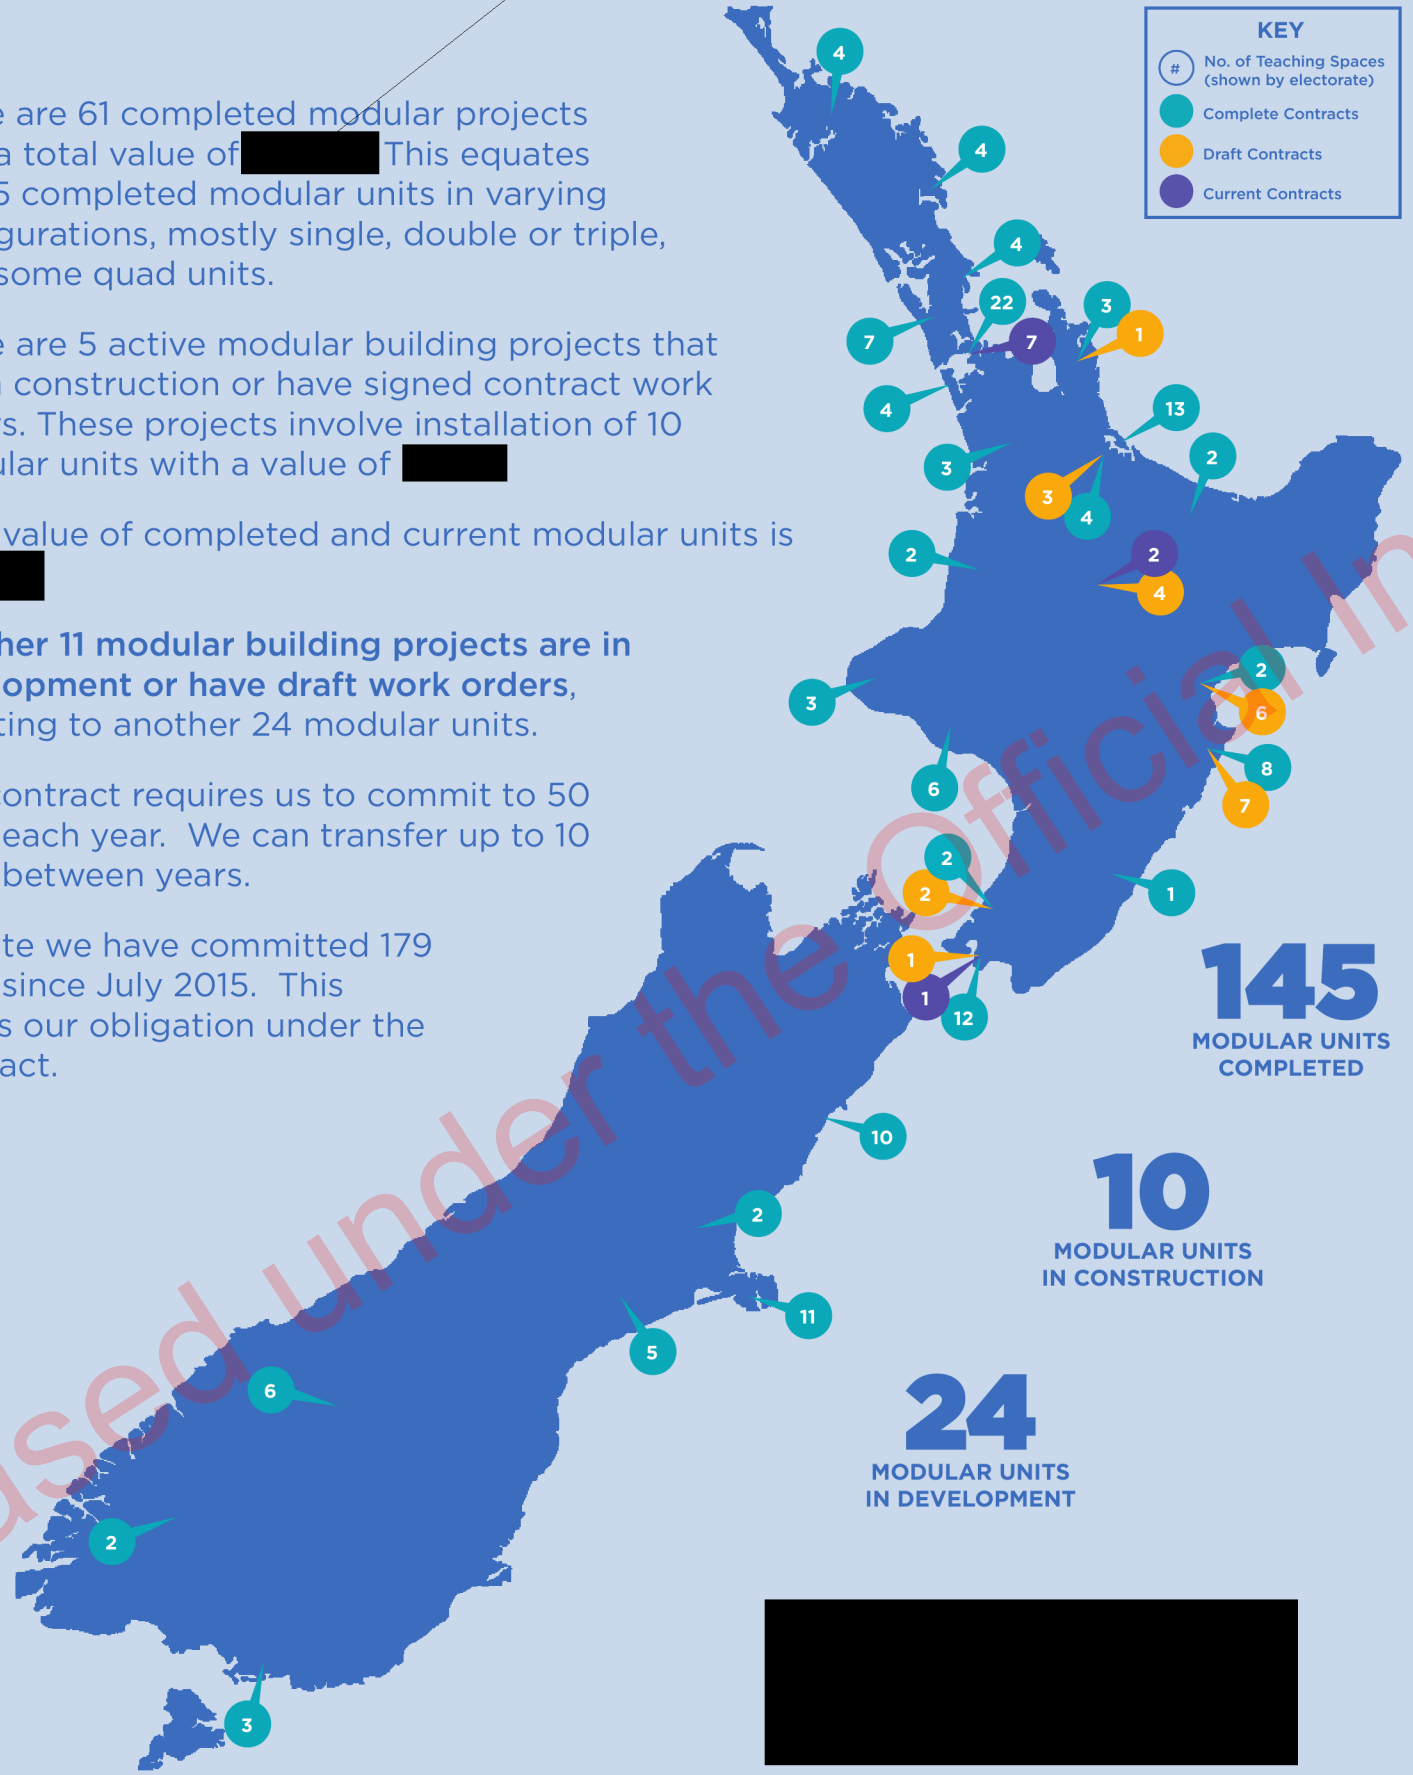 e are 61 completed modular projects
a total value of
This equates
5 completed modular units in varying
gurations, mostly single, double or triple,
some quad units.
e are 5 active modular building projects that
construction or have signed contract work
s. These projects involve installation of 10
ular units with a value of
value of completed and current modular units is
her 11 modular building projects are in
opment or have draft work orders,
ting to another 24 modular units.
ontract requires us to commit to 50
each year. We can transfer up to 10
between years.
te we have committed 179
since July 2015. This
s our obligation under the
act.
KEY
# No. of Teaching Spaces
(shown by electorate)
Complete Contracts
Draft Contracts
Current Contracts
4
4
4
22
3
7
7
1
4
13
3
2
3
4
2
2
4
2
3
6
6
8
7
2
2
1
1
1
12
10
2
11
5
6
2
3
145
MODULAR UNITS
COMPLETED
10
MODULAR UNITS
IN CONSTRUCTION
24
MODULAR UNITS
IN DEVELOPMENT
ased under the Official In